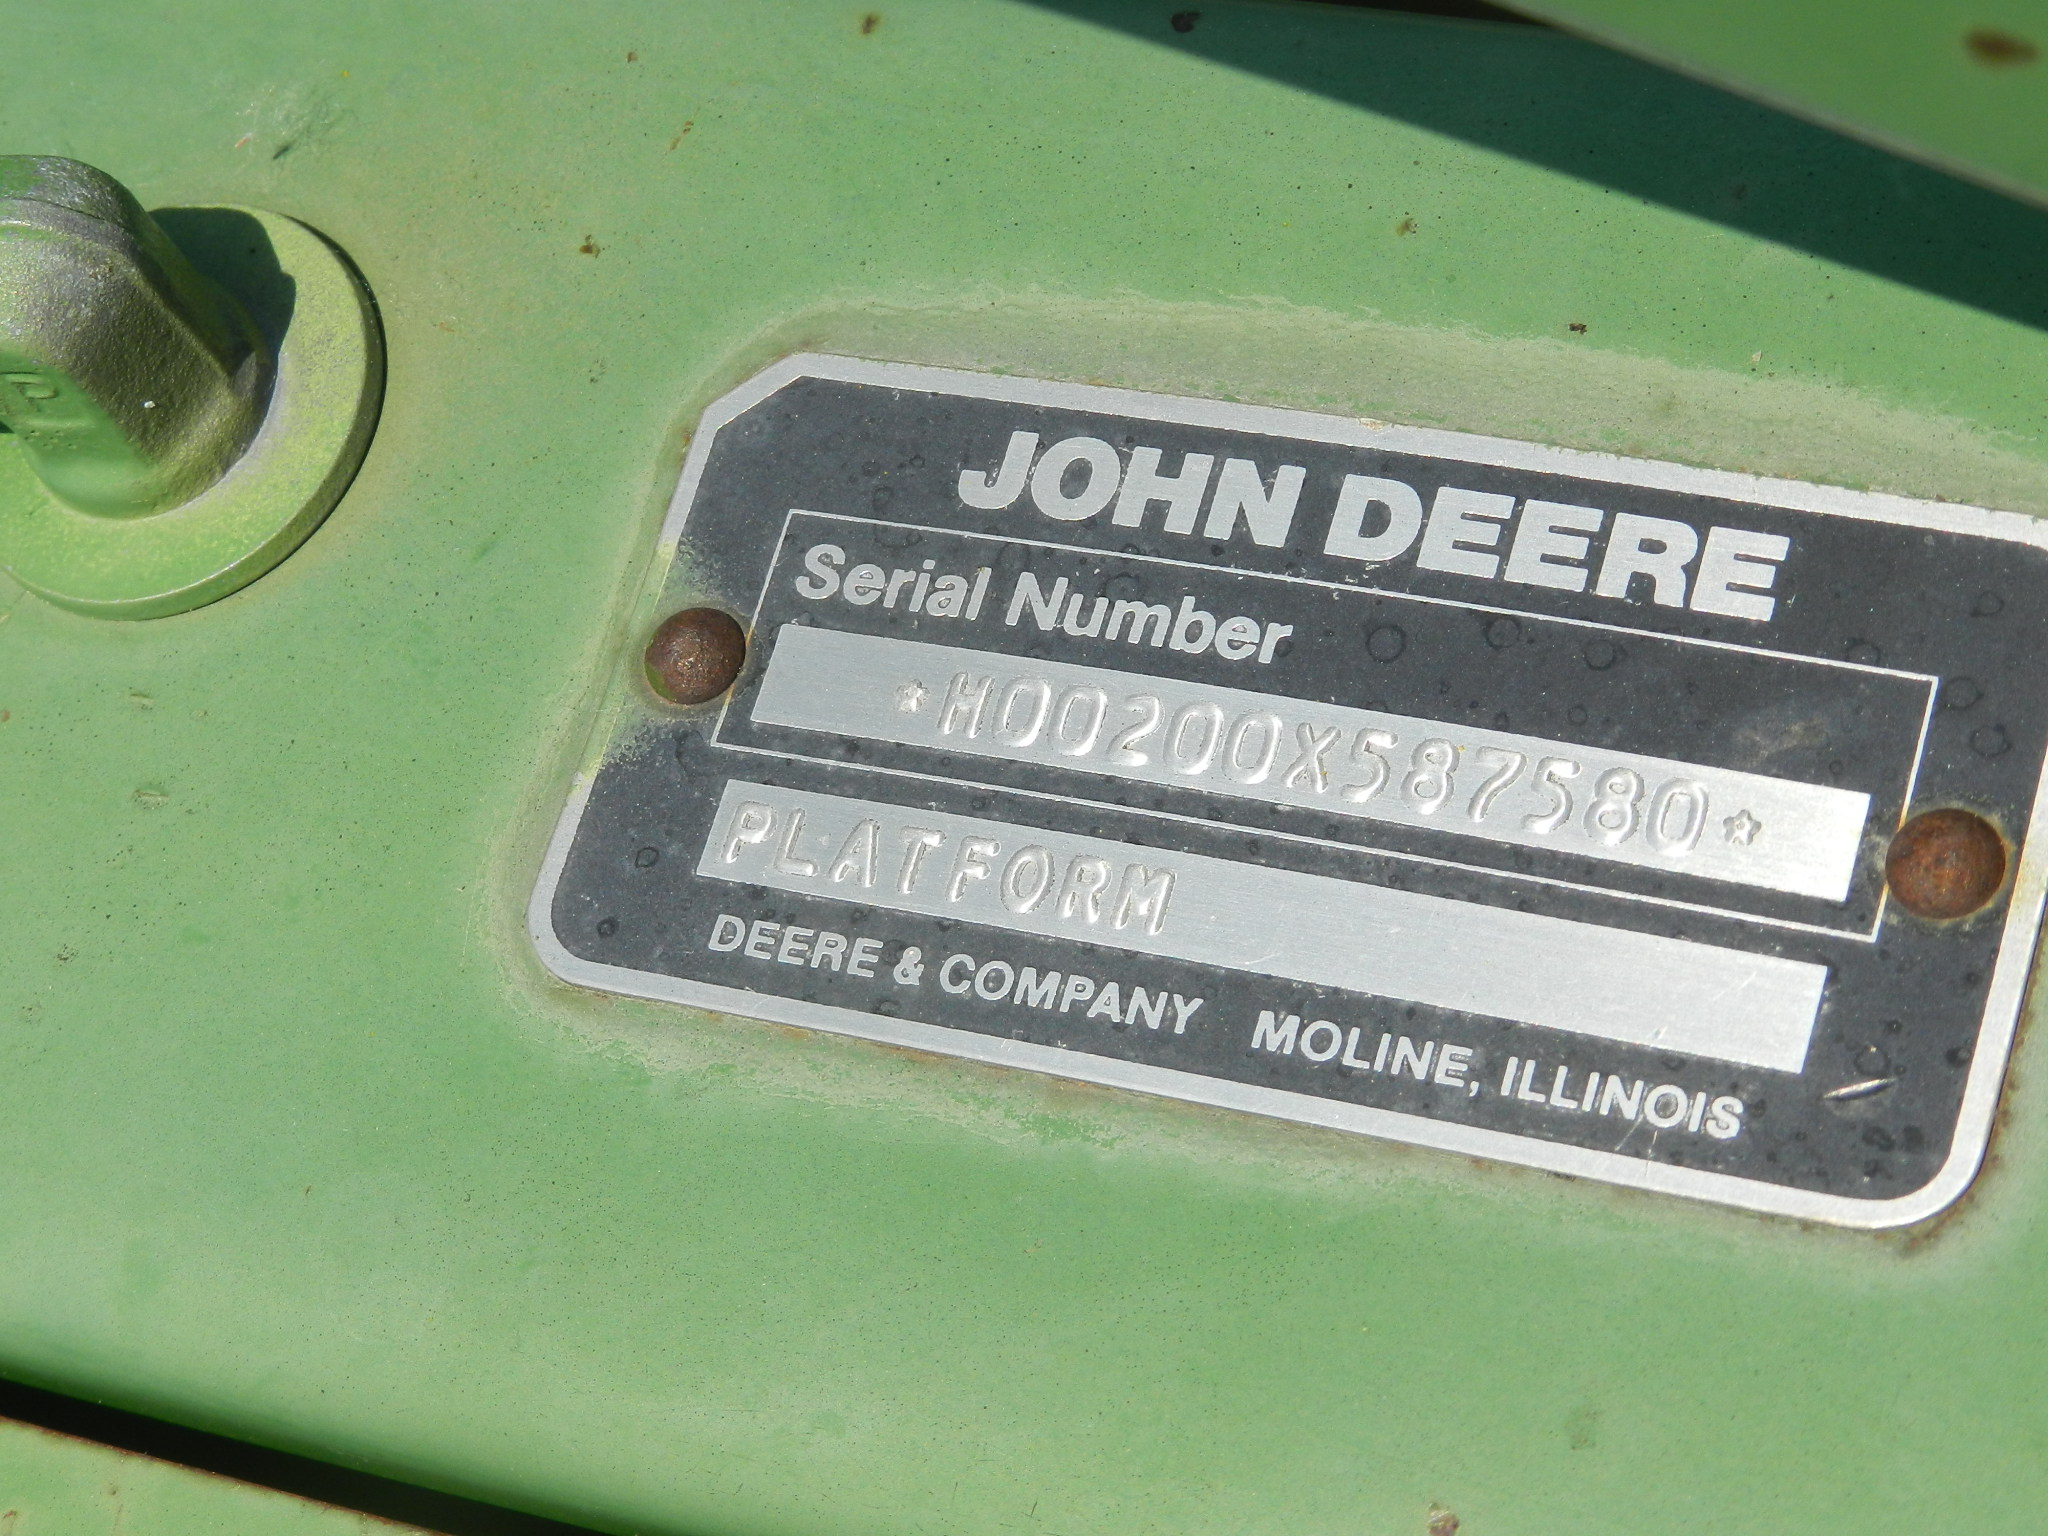 JOHN DEERE
Serial Number
*H00200X587580*
PLATFORM
DEERE & COMPANY MOLINE, ILLINOIS